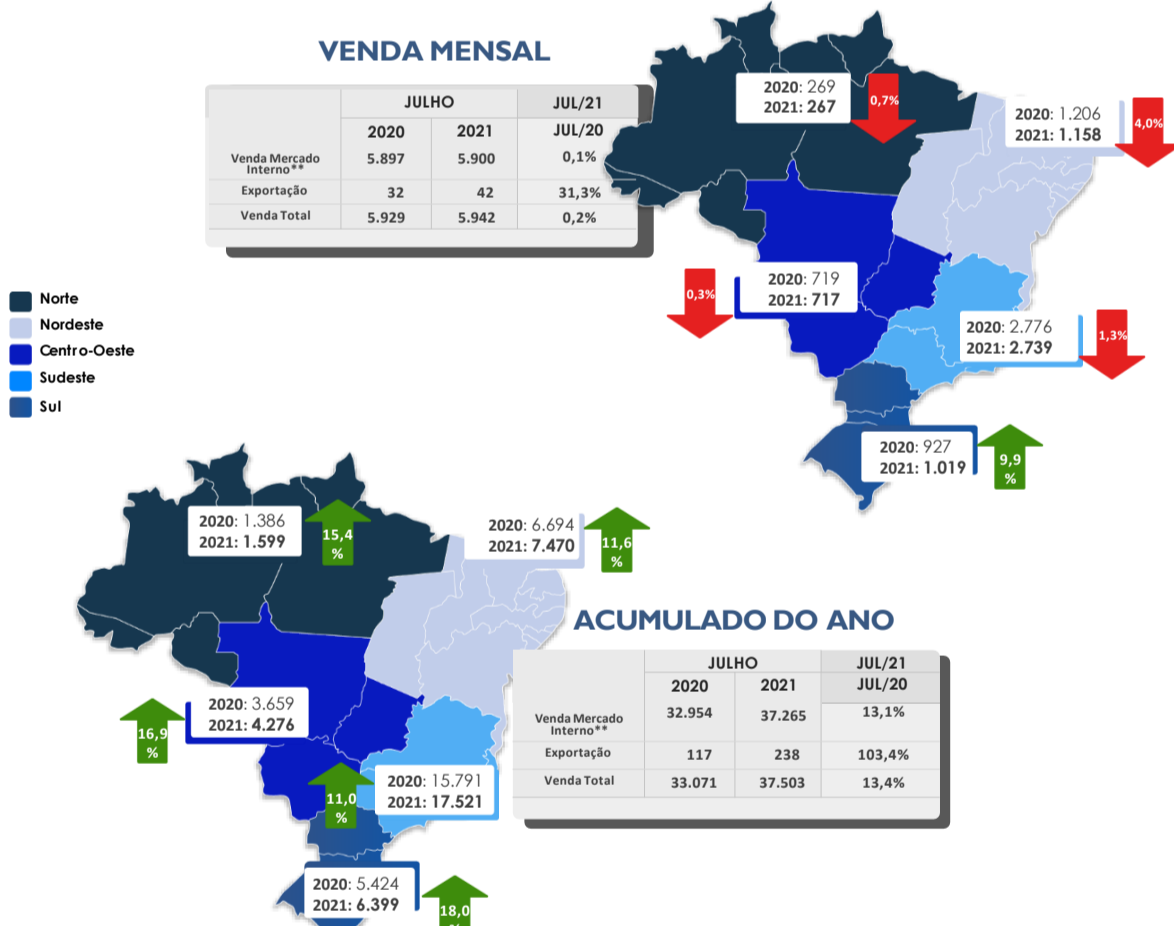 VENDA MENSAL
JULHO JUL/21
2020 2021 JUL/20
Venda Mercado
Interno** 5.897 5.900 0,1%
Exportação 32 42 31,3%
Venda Total 5.929 5.942 0,2%
2020: 269
2021: 267
0,7%
2020: 1.206
2021: 1.158
4,0%
2020: 719
2021: 717
0,3%
2020: 2.776
2021: 2.739
1,3%
2020: 927
2021: 1.019
9,9
%
Norte
Nordeste
Centro-Oeste
Sudeste
Sul
2020: 1.386
2021: 1.599
15,4
%
2020: 6.694
2021: 7.470
11,6
%
2020: 3.659
2021: 4.276
16,9
%
2020: 15.791
2021: 17.521
11,0
%
2020: 5.424
2021: 6.399
18,0
%
ACUMULADO DO ANO
JULHO JUL/21
2020 2021 JUL/20
Venda Mercado
Interno** 32.954 37.265 13,1%
Exportação 117 238 103,4%
Venda Total 33.071 37.503 13,4%